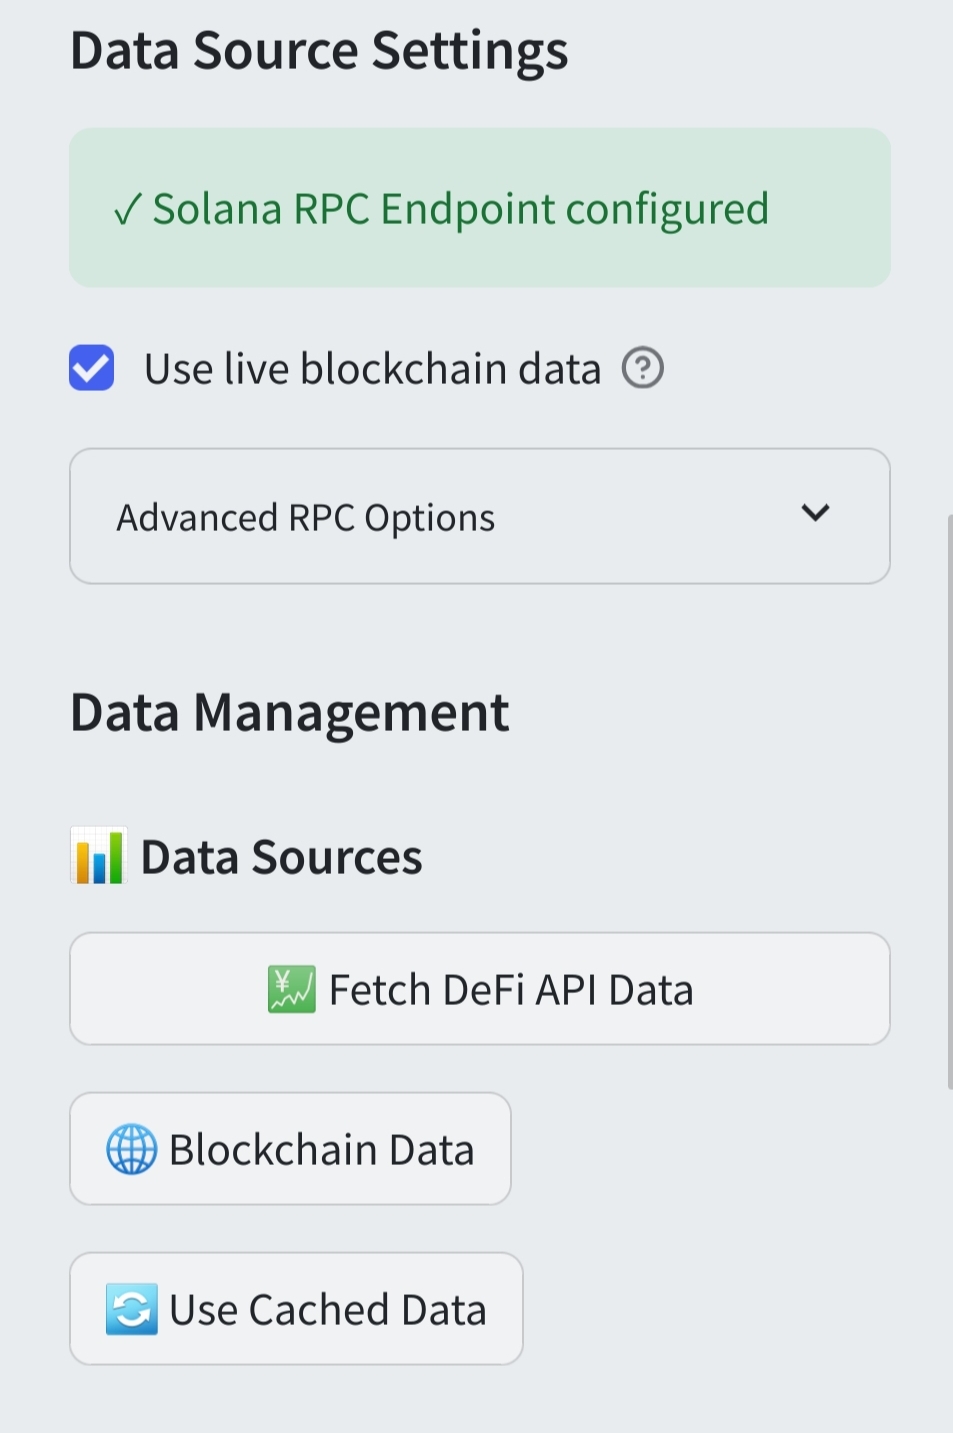 Data Source Settings
✓ Solana RPC Endpoint configured
Use live blockchain data
Advanced RPC Options
Data Management
📊 Data Sources
💹 Fetch DeFi API Data
🌐 Blockchain Data
🔄 Use Cached Data